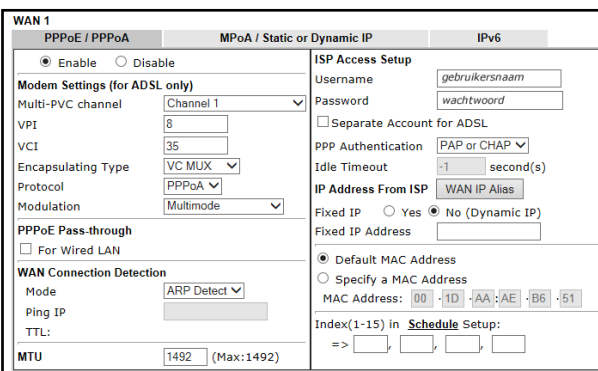 WAN 1
PPPoE / PPPoA
MPoA / Static or Dynamic IP
IPv6
Enable Disable
Modem Settings (for ADSL only)
Multi-PVC channel Channel 1
VPI 8
VCI 35
Encapsulating Type VC MUX
Protocol PPPoA
Modulation Multimode
PPPoE Pass-through
For Wired LAN
WAN Connection Detection
Mode ARP Detect
Ping IP
TTL:
MTU 1492 (Max:1492)
ISP Access Setup
Username gebruikersnaam
Password wachtwoord
Separate Account for ADSL
PPP Authentication PAP or CHAP
Idle Timeout -1 second(s)
IP Address From ISP WAN IP Alias
Fixed IP Yes No (Dynamic IP)
Fixed IP Address
Default MAC Address
Specify a MAC Address
MAC Address: 00 · 1D · AA : AE · B6 · 51
Index(1-15) in Schedule Setup:
=> , , ,